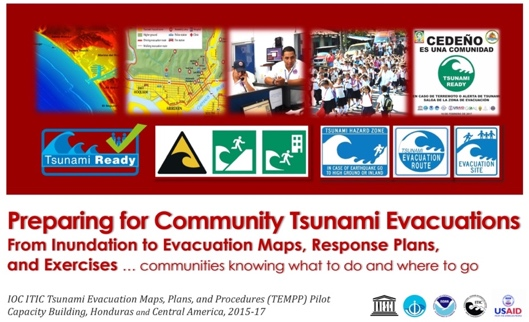 CEDEÑO
ES UNA COMUNIDAD
TSUNAMI
READY
EN CASO DE TERREMOTO O ALERTA DE TSUNAMI
SALGA DE LA ZONA DE EVACUACIÓN
Tsunami Ready
TSUNAMI HAZARD ZONE
IN CASE OF EARTHQUAKE GO
TO HIGH GROUND OR INLAND
TSUNAMI
EVACUATION
ROUTE
EVACUATION
SITE
Preparing for Community Tsunami Evacuations
From Inundation to Evacuation Maps, Response Plans,
and Exercises ... communities knowing what to do and where to go
IOC ITIC Tsunami Evacuation Maps, Plans, and Procedures (TEMPP) Pilot
Capacity Building, Honduras and Central America, 2015-17
USAID